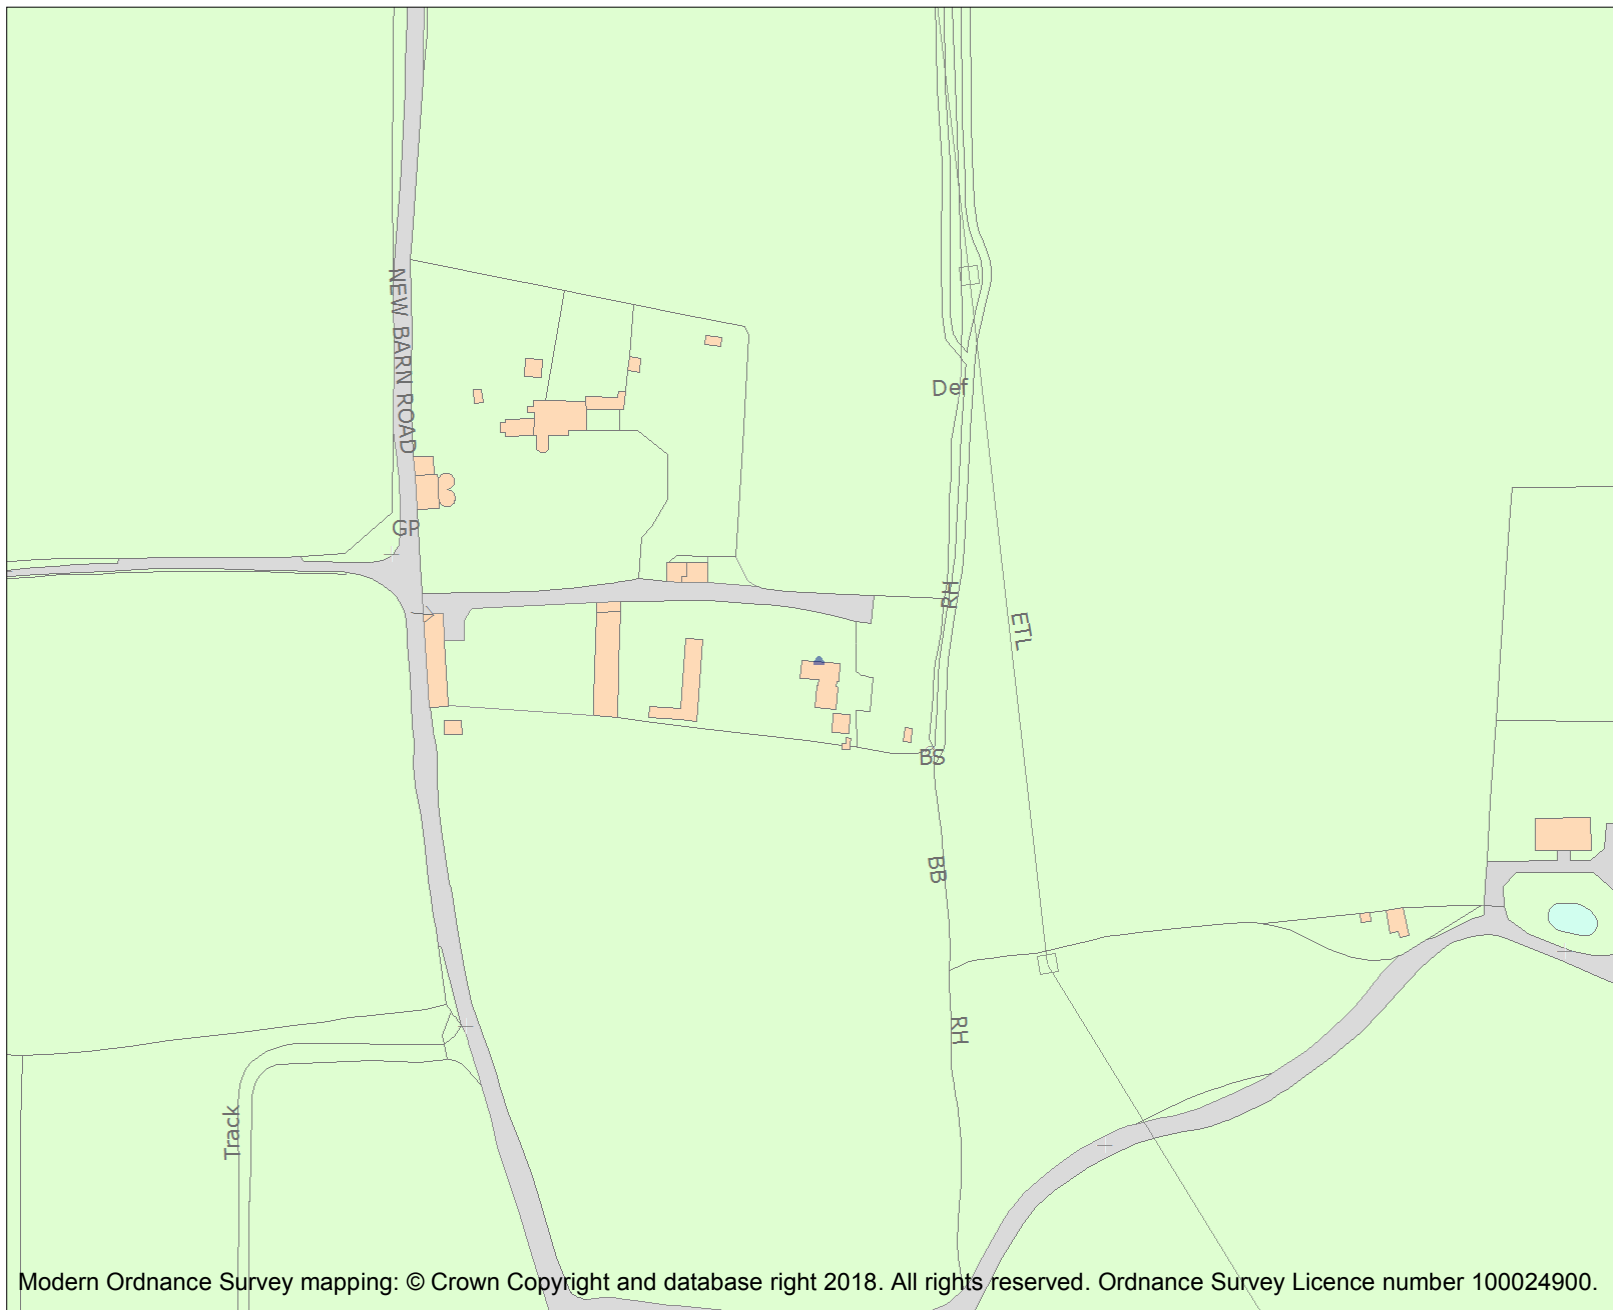 NEW BARN ROAD
Def
GP
RH
ETL
BS
BB
RH
Track
Modern Ordnance Survey mapping: © Crown Copyright and database right 2018. All rights reserved. Ordnance Survey Licence number 100024900.